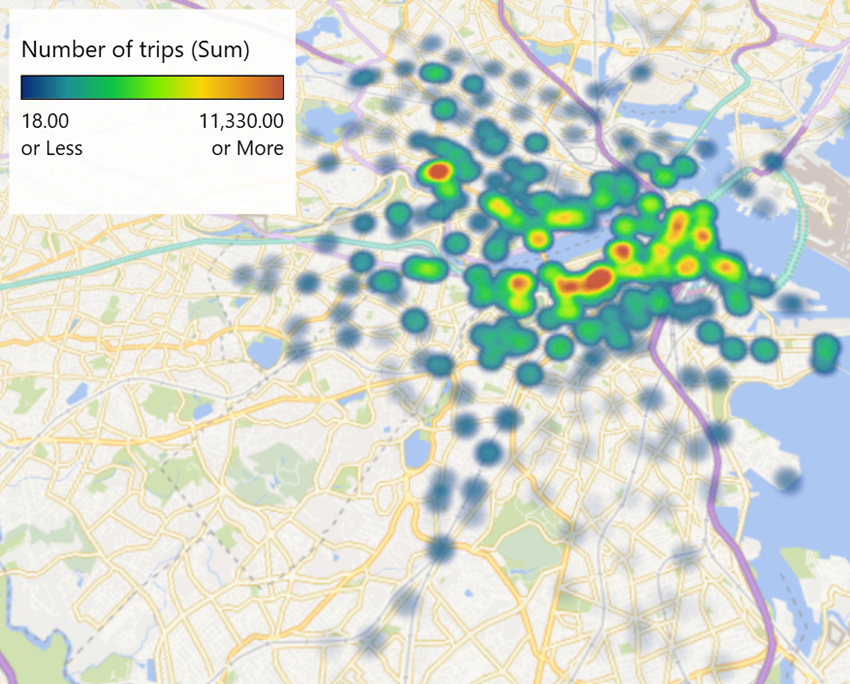 Number of trips (Sum)
18.00 11,330.00
or Less or More